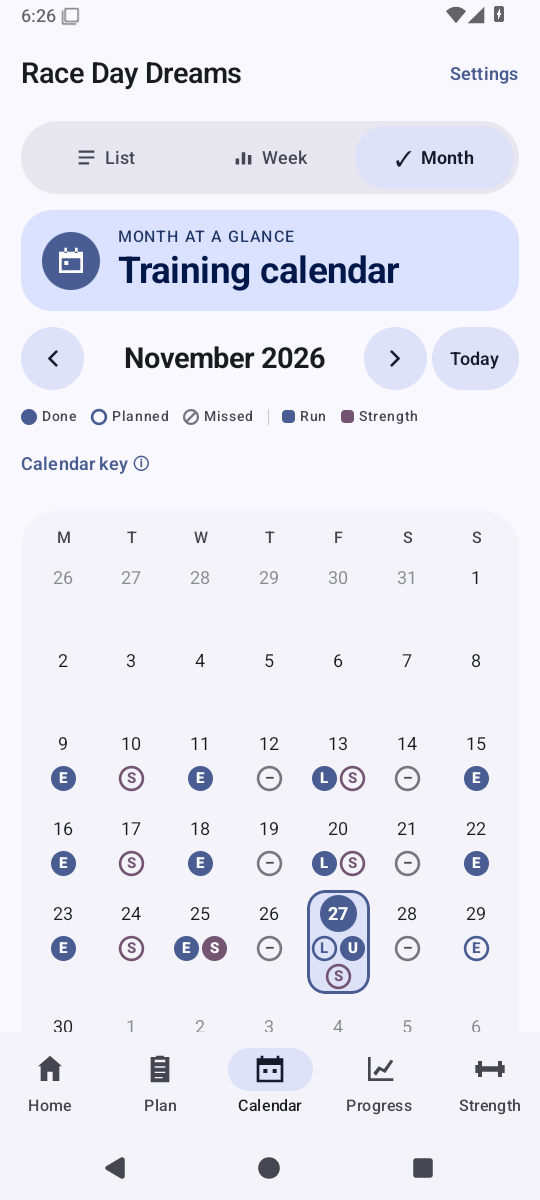 6:26
Race Day Dreams
Settings
List
Week
✓ Month
MONTH AT A GLANCE
Training calendar
November 2026
Today
Done
Planned
Missed
Run
Strength
Calendar key ⓘ
M T W T F S S
26 27 28 29 30 31 1
2 3 4 5 6 7 8
9 10 11 12 13 14 15
E S E – L S – E
16 17 18 19 20 21 22
E S E – L S – E
23 24 25 26 27 28 29
E S E S – L U – E
S
30 1 2 3 4 5 6
Home
Plan
Calendar
Progress
Strength